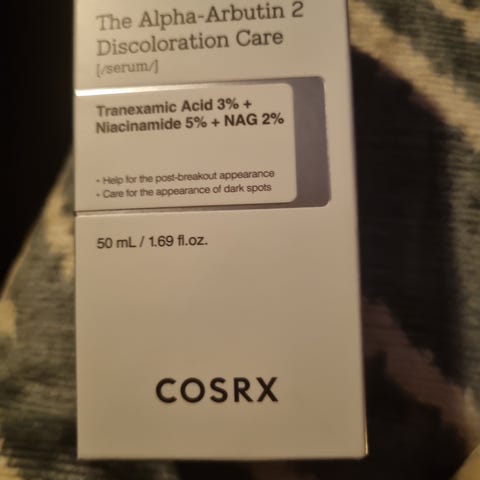 The Alpha-Arbutin 2
Discoloration Care
[/serum/]
Tranexamic Acid 3% +
Niacinamide 5% + NAG 2%
• Help for the post-breakout appearance
• Care for the appearance of dark spots
50 mL / 1.69 fl.oz.
COSRX